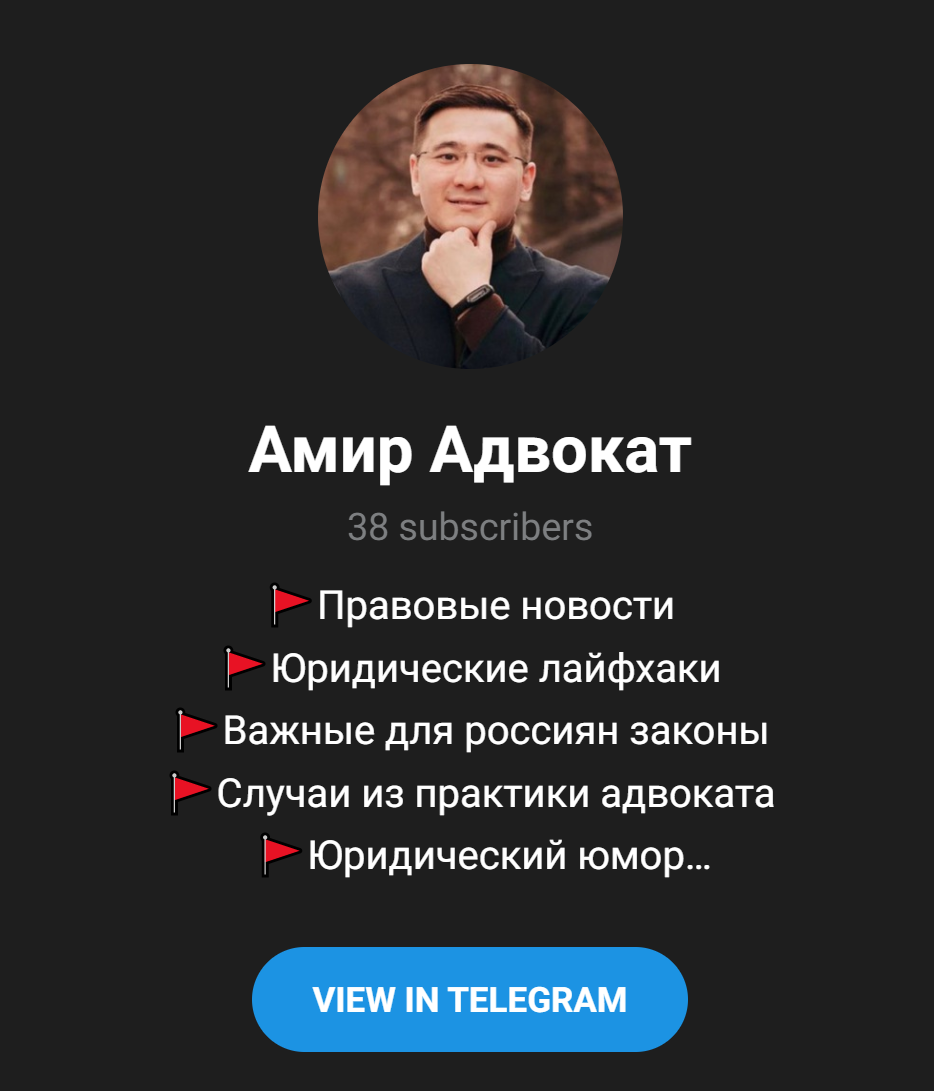 Амир Адвокат
38 subscribers
🚩Правовые новости
🚩Юридические лайфхаки
🚩Важные для россиян законы
🚩Случаи из практики адвоката
🚩Юридический юмор…
VIEW IN TELEGRAM